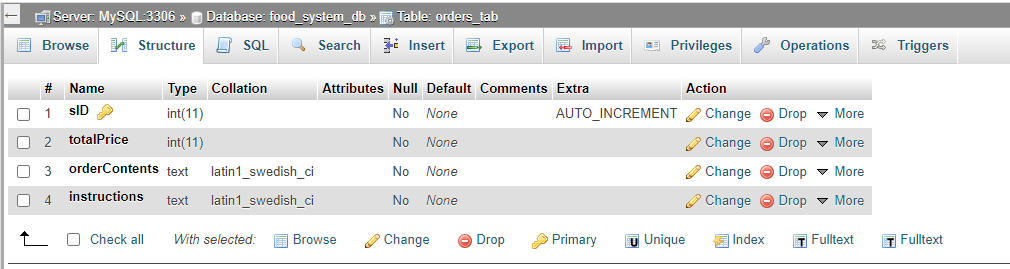 Server: MySQL:3306 » Database: food_system_db » Table: orders_tab
Browse Structure SQL Search Insert Export Import Privileges Operations Triggers
# Name Type Collation Attributes Null Default Comments Extra Action
1 sID int(11) No None AUTO_INCREMENT Change Drop More
2 totalPrice int(11) No None Change Drop More
3 orderContents text latin1_swedish_ci No None Change Drop More
4 instructions text latin1_swedish_ci No None Change Drop More
Check all With selected: Browse Change Drop Primary Unique Index Fulltext Fulltext